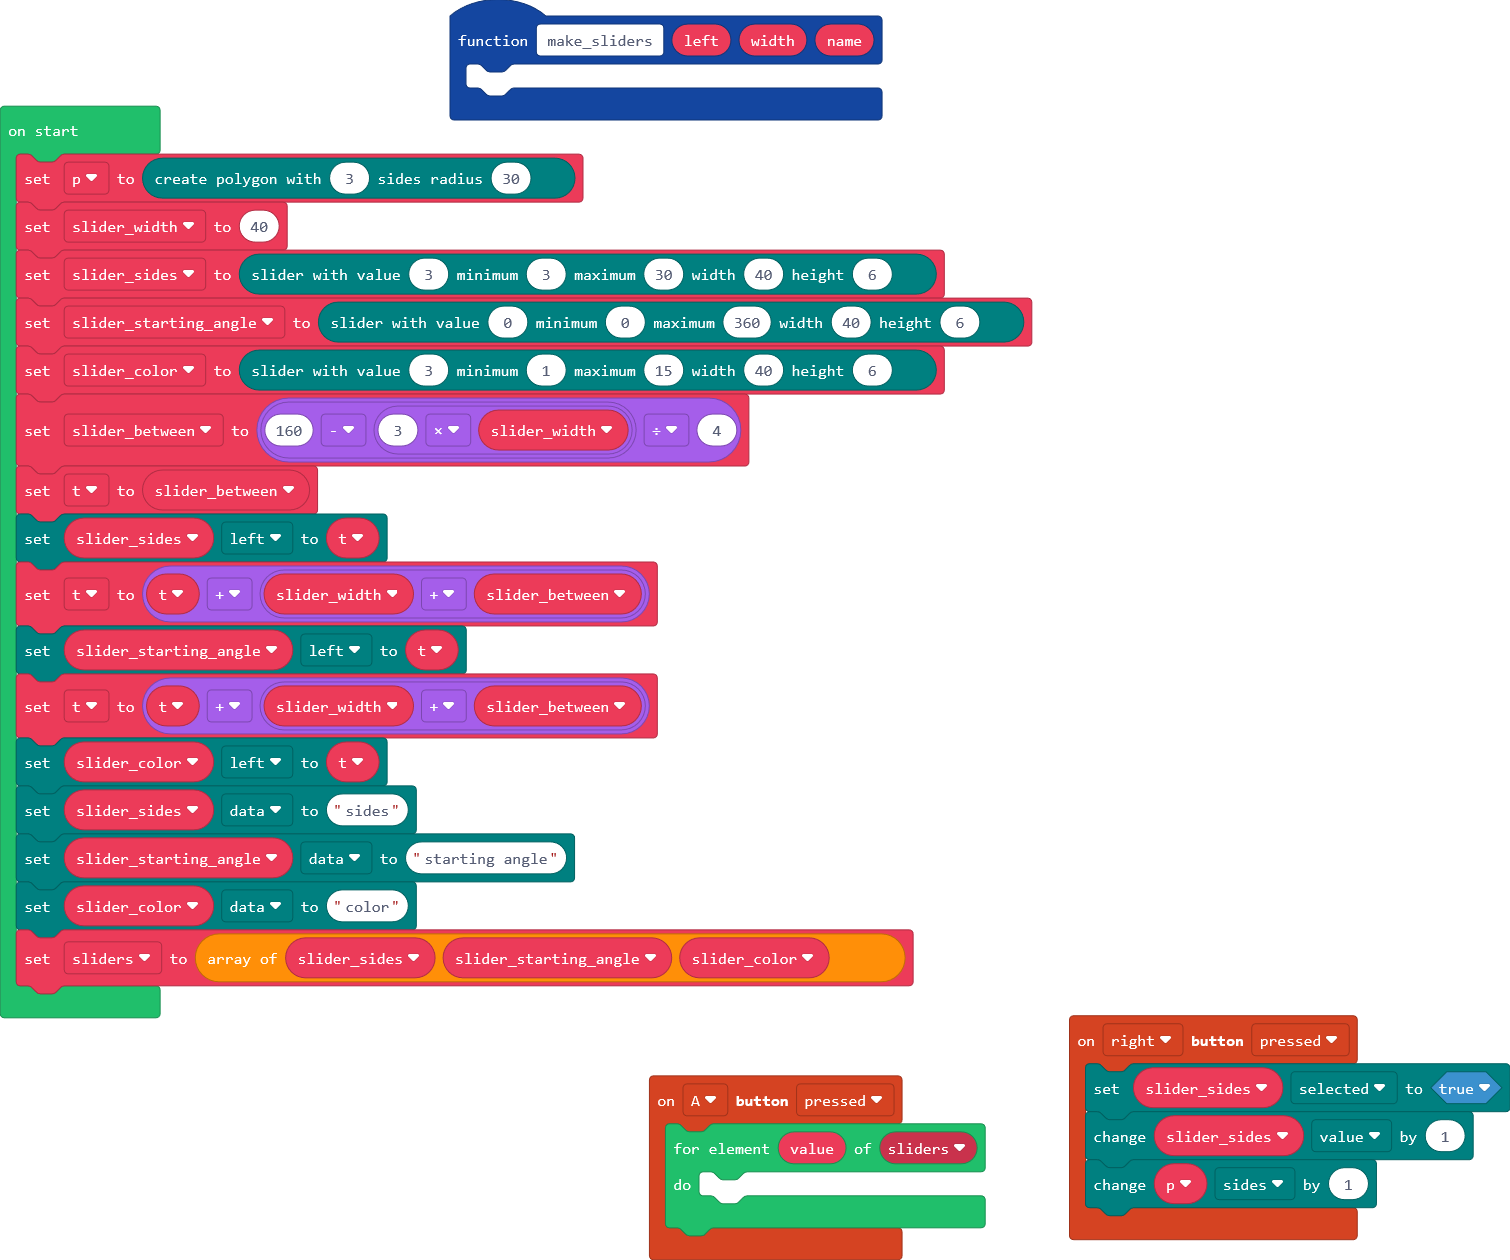 function make_sliders left width name
on start
set p to create polygon with 3 sides radius 30
set slider_width to 40
set slider_sides to slider with value 3 minimum 3 maximum 30 width 40 height 6
set slider_starting_angle to slider with value 0 minimum 0 maximum 360 width 40 height 6
set slider_color to slider with value 3 minimum 1 maximum 15 width 40 height 6
set slider_between to 160 - 3 × slider_width ÷ 4
set t to slider_between
set slider_sides left to t
set t to t + slider_width + slider_between
set slider_starting_angle left to t
set t to t + slider_width + slider_between
set slider_color left to t
set slider_sides data to "sides"
set slider_starting_angle data to "starting angle"
set slider_color data to "color"
set sliders to array of slider_sides slider_starting_angle slider_color
on A button pressed
for element value of sliders
do
on right button pressed
set slider_sides selected to true
change slider_sides value by 1
change p sides by 1